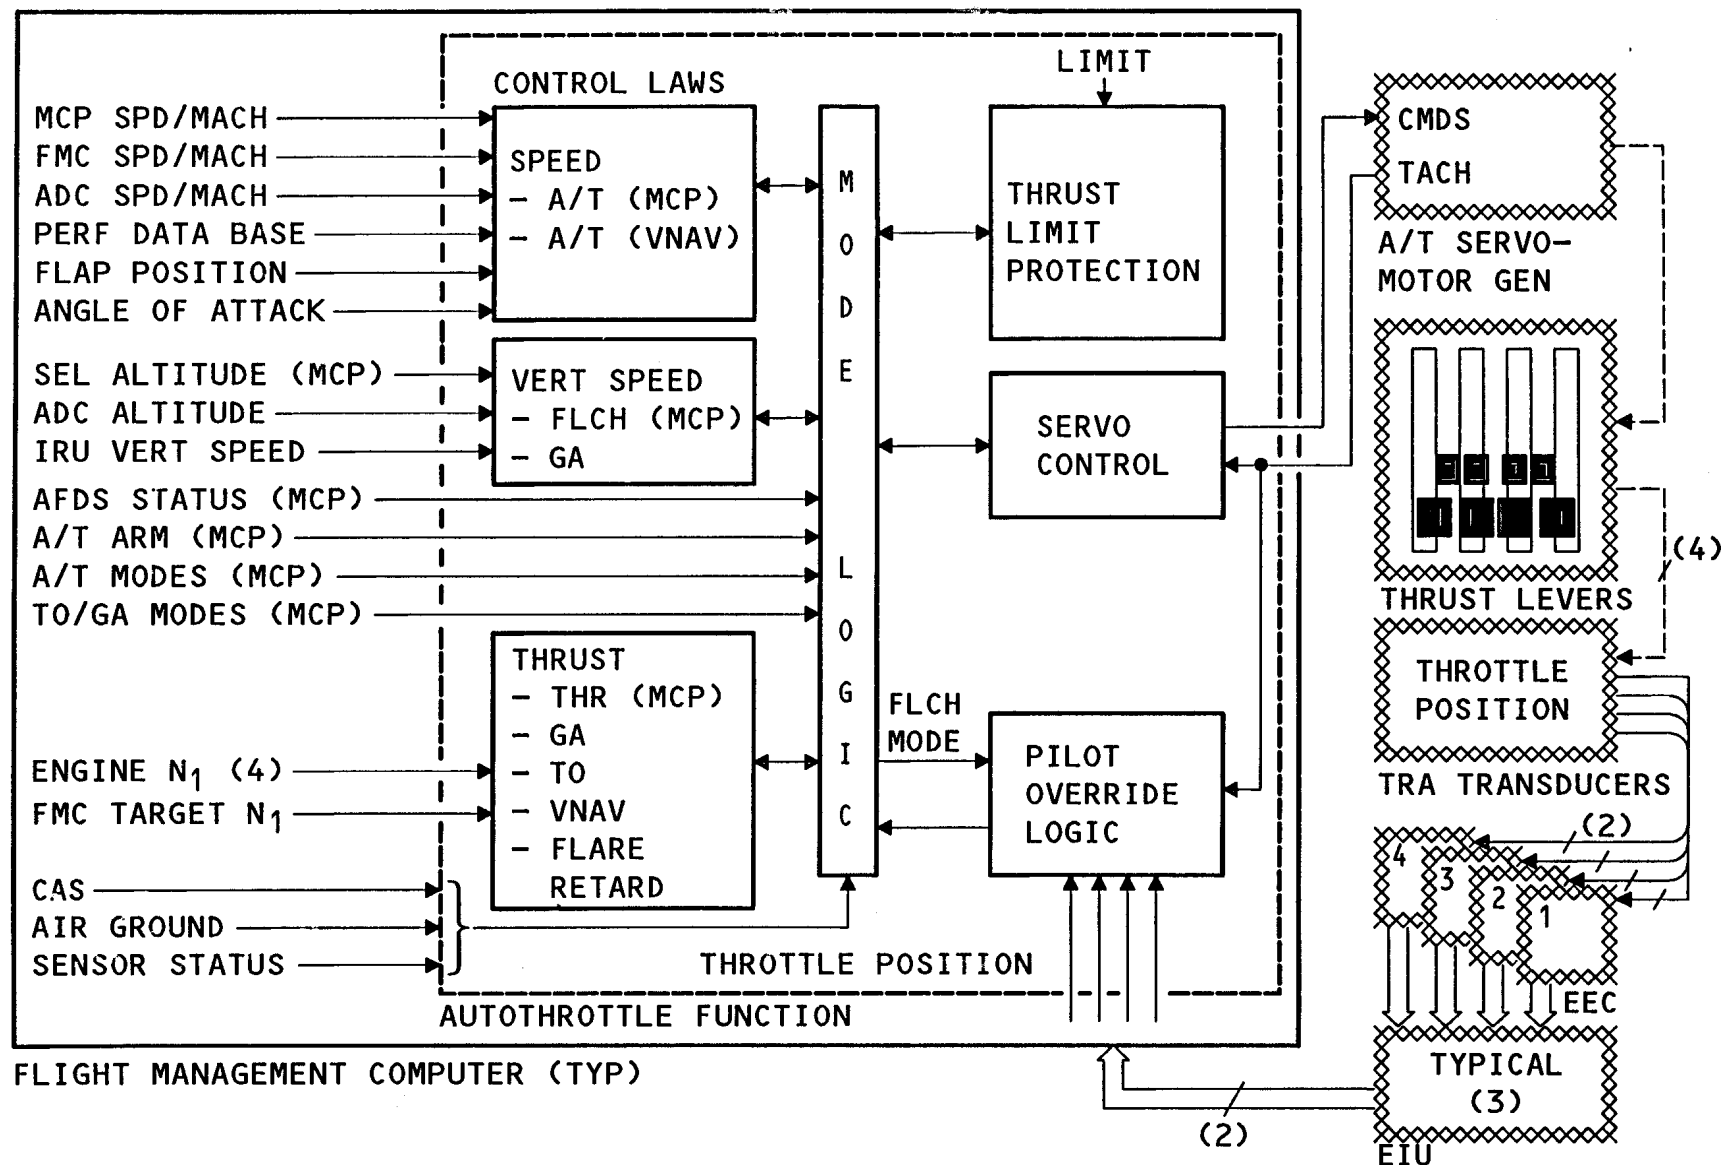 LIMIT
CONTROL LAWS
MCP SPD/MACH
FMC SPD/MACH
ADC SPD/MACH
PERF DATA BASE
FLAP POSITION
ANGLE OF ATTACK
SPEED
- A/T (MCP)
- A/T (VNAV)
SEL ALTITUDE (MCP)
ADC ALTITUDE
IRU VERT SPEED
VERT SPEED
- FLCH (MCP)
- GA
AFDS STATUS (MCP)
A/T ARM (MCP)
A/T MODES (MCP)
TO/GA MODES (MCP)
THRUST
- THR (MCP)
- GA
- TO
- VNAV
- FLARE
RETARD
ENGINE N1 (4)
FMC TARGET N1
CAS
AIR GROUND
SENSOR STATUS
MODE LOGIC
THRUST
LIMIT
PROTECTION
SERVO
CONTROL
FLCH
MODE
PILOT
OVERRIDE
LOGIC
THROTTLE POSITION
AUTOTHROTTLE FUNCTION
FLIGHT MANAGEMENT COMPUTER (TYP)
CMDS
TACH
A/T SERVO-
MOTOR GEN
(4)
THRUST LEVERS
THROTTLE
POSITION
TRA TRANSDUCERS
(2)
4
3
2
1
EEC
TYPICAL
(3)
(2)
EIU